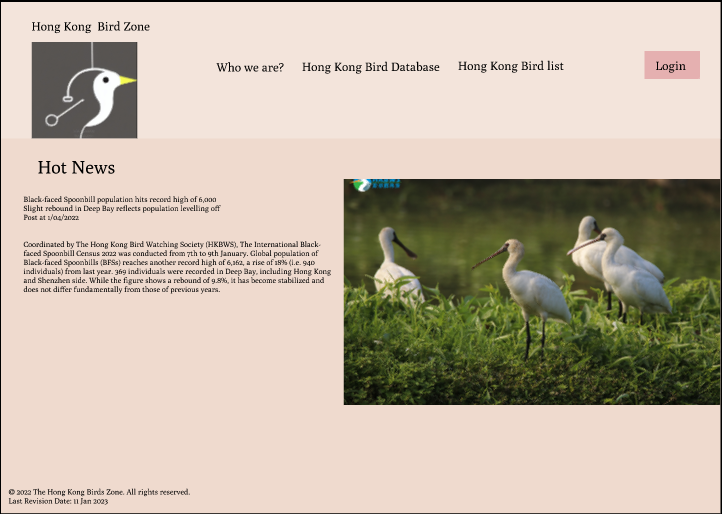 Hong Kong  Bird Zone
Who we are?
Hong Kong Bird Database
Hong Kong Bird list
Login
Hot News
Black-faced Spoonbill population hits record high of 6,000
Slight rebound in Deep Bay reflects population levelling off
Post at 1/04/2022
Coordinated by The Hong Kong Bird Watching Society (HKBWS), The International Black-
faced Spoonbill Census 2022 was conducted from 7th to 9th January. Global population of
Black-faced Spoonbills (BFSs) reaches another record high of 6,162, a rise of 18% (i.e. 940
individuals) from last year. 369 individuals were recorded in Deep Bay, including Hong Kong
and Shenzhen side. While the figure shows a rebound of 9.8%, it has become stabilized and
does not differ fundamentally from those of previous years.
© 2022 The Hong Kong Birds Zone. All rights reserved.
Last Revision Date: 11 Jan 2023